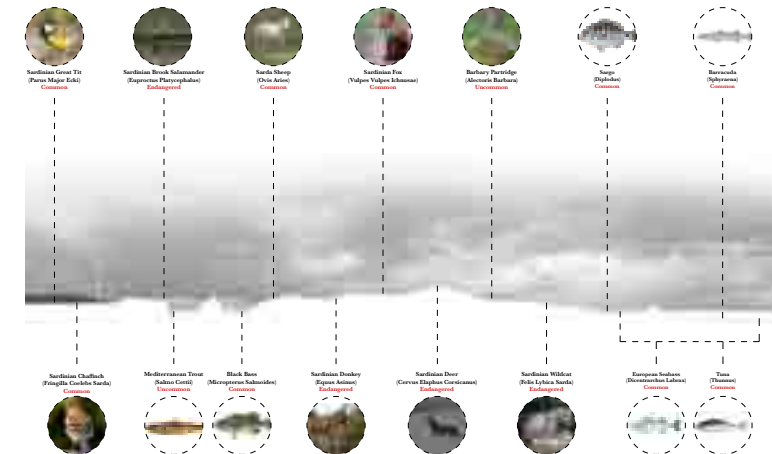 Sardinian Great Tit
(Parus Major Ecki)
Common
Sardinian Brook Salamander
(Euproctus Platycephalus)
Endangered
Sarda Sheep
(Ovis Aries)
Common
Sardinian Fox
(Vulpes Vulpes Ichnusae)
Common
Barbary Partridge
(Alectoris Barbara)
Uncommon
Sargo
(Diplodus)
Common
Barracuda
(Sphyraena)
Common
Sardinian Chaffinch
(Fringilla Coelebs Sarda)
Common
Mediterranean Trout
(Salmo Cettii)
Uncommon
Black Bass
(Micropterus Salmoides)
Common
Sardinian Donkey
(Equus Asinus)
Endangered
Sardinian Deer
(Cervus Elaphus Corsicanus)
Endangered
Sardinian Wildcat
(Felis Lybica Sarda)
Endangered
European Seabass
(Dicentrarchus Labrax)
Common
Tuna
(Thunnus)
Common